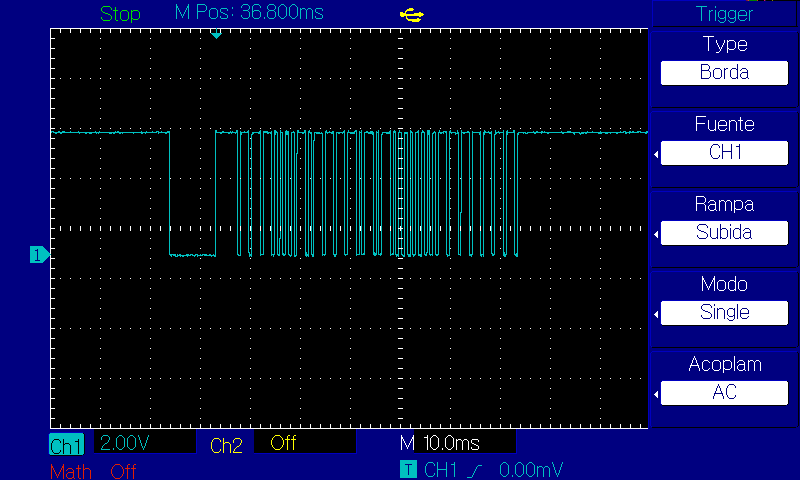 Stop M Pos: 36.800ms
Trigger
Type
Borda
Fuente
CH1
Rampa
Subida
Modo
Single
Acoplam
AC
1
Ch1 2.00V Ch2 Off M 10.0ms
Math Off T CH1 0.00mV